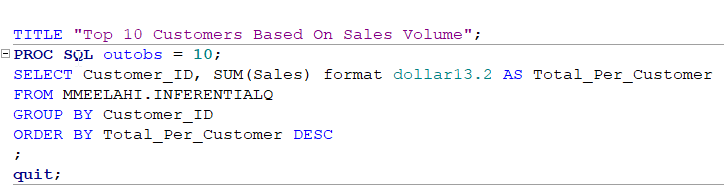 TITLE "Top 10 Customers Based On Sales Volume";
PROC SQL outobs = 10;
SELECT Customer_ID, SUM(Sales) format dollar13.2 AS Total_Per_Customer
FROM MMEELAHI.INFERENTIALQ
GROUP BY Customer_ID
ORDER BY Total_Per_Customer DESC
;
quit;